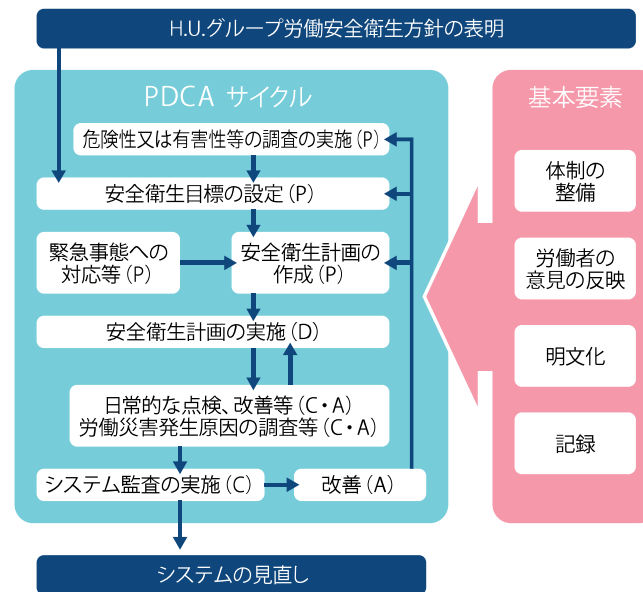 H.U.グループ労働安全衛生方針の表明
PDCA サイクル
危険性又は有害性等の調査の実施(P)
安全衛生目標の設定(P)
緊急事態への
対応等(P)
安全衛生計画の
作成(P)
安全衛生計画の実施(D)
日常的な点検、改善等(C・A)
労働災害発生原因の調査等(C・A)
システム監査の実施(C)
改善(A)
システムの見直し
基本要素
体制の
整備
労働者の
意見の反映
明文化
記録